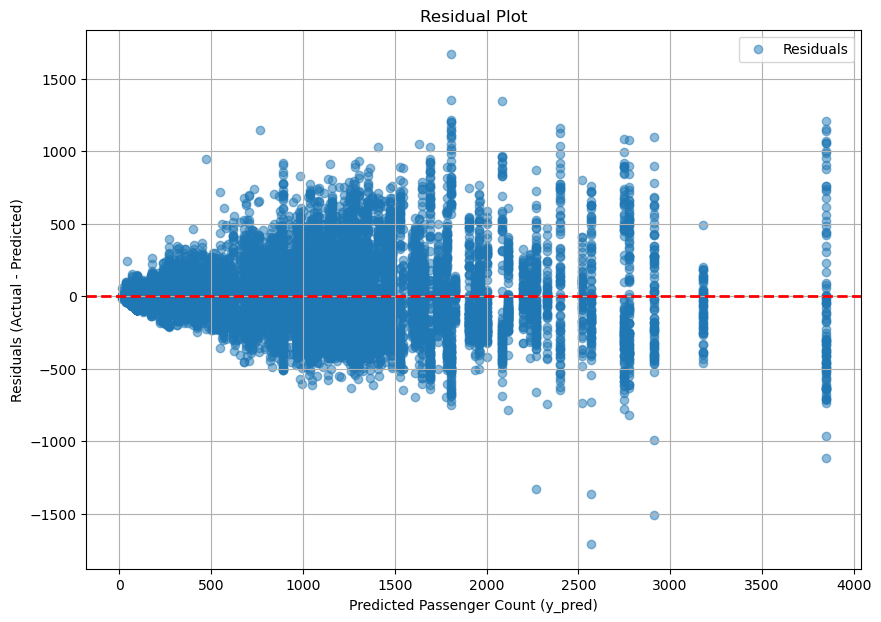 Residual Plot
Residuals
Residuals (Actual - Predicted)
1500
1000
500
0
−500
−1000
−1500
0 500 1000 1500 2000 2500 3000 3500 4000
Predicted Passenger Count (y_pred)